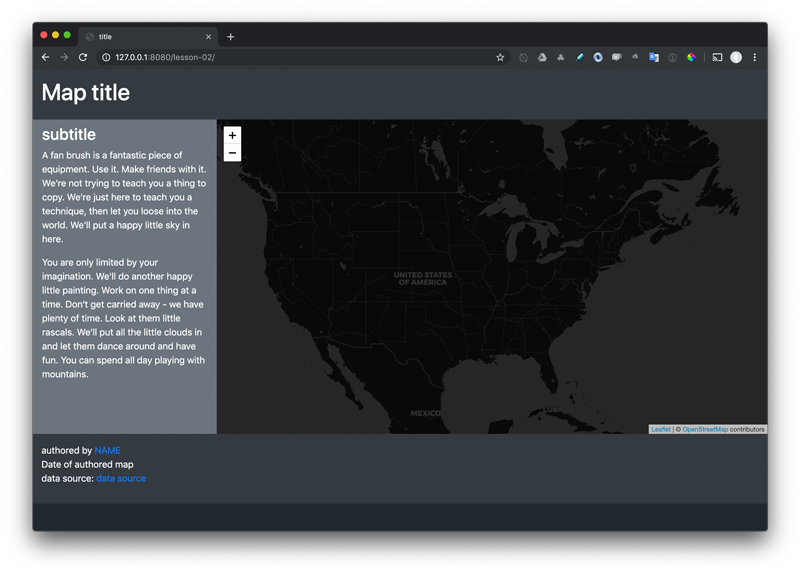 title
127.0.0.1:8080/lesson-02/
Map title
subtitle
A fan brush is a fantastic piece of
equipment. Use it. Make friends with it.
We're not trying to teach you a thing to
copy. We're just here to teach you a
technique, then let you loose into the
world. We'll put a happy little sky in
here.
You are only limited by your
imagination. We'll do another happy
little painting. Work on one thing at a
time. Don't get carried away - we have
plenty of time. Look at them little
rascals. We'll put all the little clouds in
and let them dance around and have
fun. You can spend all day playing with
mountains.
+
−
UNITED STATES
OF AMERICA
MEXICO
CUBA
Leaflet | © OpenStreetMap contributors
authored by NAME
Date of authored map
data source: data source